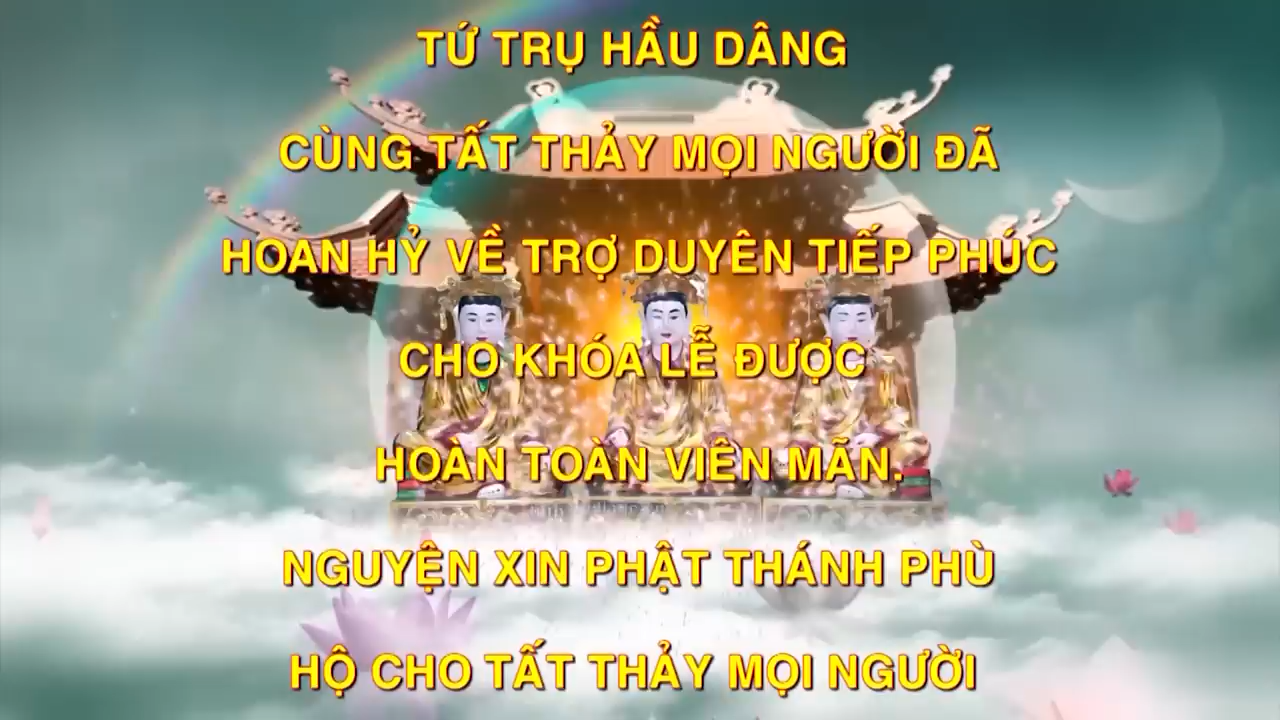 TỨ TRỤ HẦU DÂNG
CÙNG TẤT THẢY MỌI NGƯỜI ĐÃ
HOAN HỶ VỀ TRỢ DUYÊN TIẾP PHÚC
CHO KHÓA LỄ ĐƯỢC
HOÀN TOÀN VIÊN MÃN.
NGUYỆN XIN PHẬT THÁNH PHÙ
HỘ CHO TẤT THẢY MỌI NGƯỜI